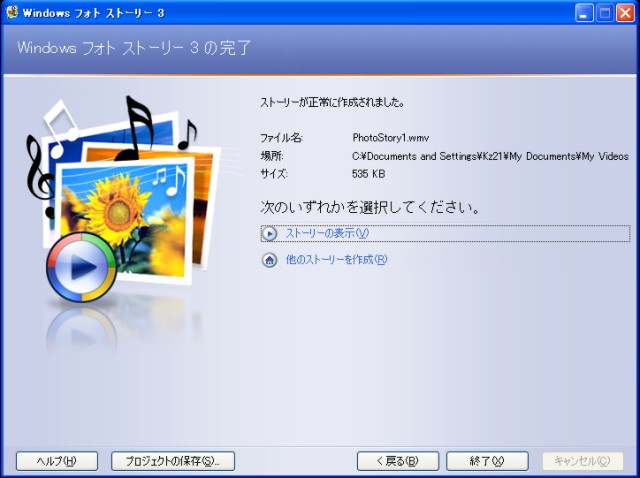 Windows フォト ストーリー 3
Windows フォト ストーリー 3 の完了
ストーリーが正常に作成されました。
ファイル名: PhotoStory1.wmv
場所: C:¥Documents and Settings¥Kz21¥My Documents¥My Videos
サイズ: 535 KB
次のいずれかを選択してください。
ストーリーの表示(V)
他のストーリーを作成(R)
ヘルプ(H) プロジェクトの保存(S)... < 戻る(B) 終了(X) キャンセル(C)